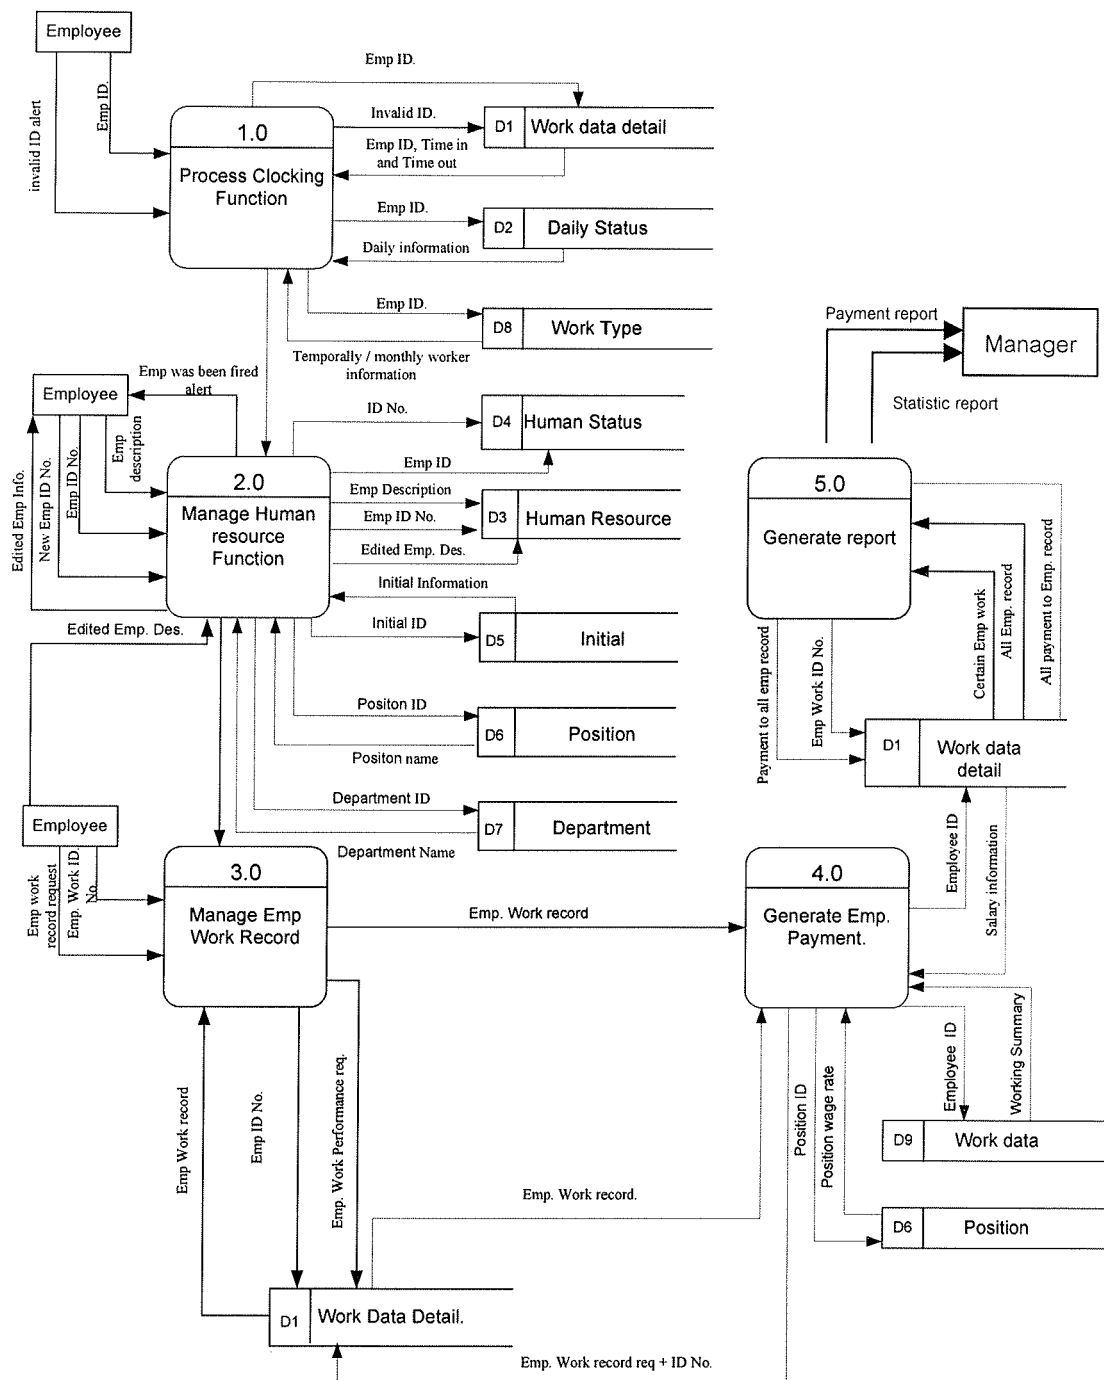 Employee
Emp ID.
invalid ID alert
Emp ID.
1.0
Process Clocking
Function
Invalid ID.
D1
Work data detail
Emp ID, Time in
and Time out
Emp ID.
D2
Daily Status
Daily information
Emp ID.
D8
Work Type
Temporally / monthly worker
information
Payment report
Manager
Statistic report
Emp was been fired
alert
Employee
Edited Emp Info.
New Emp ID No.
Emp ID No.
Emp
description
2.0
Manage Human
resource
Function
ID No.
D4
Human Status
Emp ID
Emp Description
Emp ID No.
D3
Human Resource
Edited Emp. Des.
Initial Information
Initial ID
D5
Initial
Edited Emp. Des.
Positon ID
D6
Position
Positon name
Department ID
D7
Department
Department Name
5.0
Generate report
Payment to all emp record
Emp Work ID No.
Certain Emp work
All Emp. record
All payment to Emp. record
D1
Work data
detail
Employee ID
Salary information
Employee
Emp work
record request
Emp. Work ID.
No.
3.0
Manage Emp
Work Record
Emp. Work record
4.0
Generate Emp.
Payment.
Emp Work record
Emp ID No.
Emp. Work Performance req.
Position ID
Position wage rate
Employee ID
Working Summary
D9
Work data
D6
Position
Emp. Work record.
D1
Work Data Detail.
Emp. Work record req + ID No.